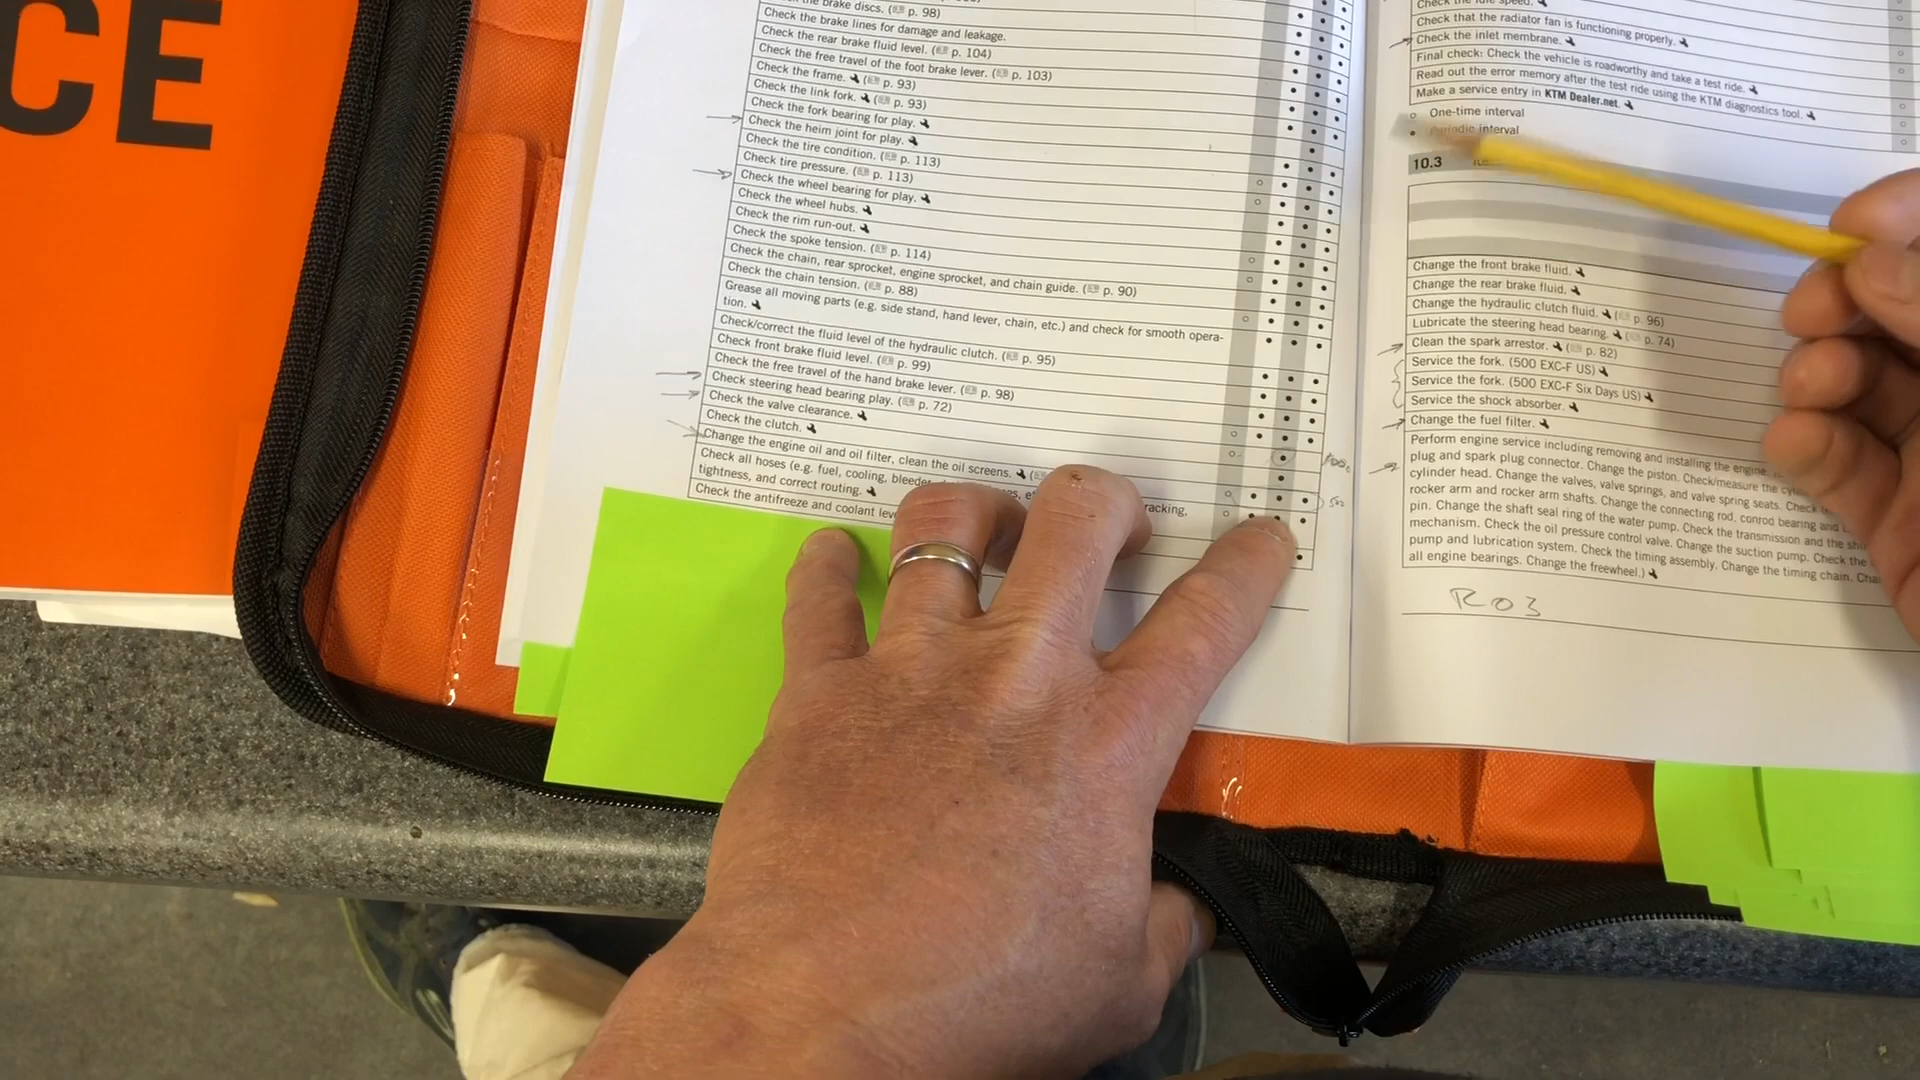 CE
the brake discs. ( p. 98)
Check the brake lines for damage and leakage.
Check the rear brake fluid level. ( p. 104)
Check the free travel of the foot brake lever. ( p. 103)
Check the frame. ( p. 93)
Check the link fork. ( p. 93)
Check the fork bearing for play.
Check the heim joint for play.
Check the tire condition. ( p. 113)
Check tire pressure. ( p. 113)
Check the wheel bearing for play.
Check the wheel hubs.
Check the rim run-out.
Check the spoke tension. ( p. 114)
Check the chain, rear sprocket, engine sprocket, and chain guide. ( p. 90)
Check the chain tension. ( p. 88)
Grease all moving parts (e.g. side stand, hand lever, chain, etc.) and check for smooth opera-
tion.
Check/correct the fluid level of the hydraulic clutch. ( p. 95)
Check front brake fluid level. ( p. 99)
Check the free travel of the hand brake lever. ( p. 98)
Check steering head bearing play. ( p. 72)
Check the valve clearance.
Check the clutch.
Change the engine oil and oil filter, clean the oil screens.
Check all hoses (e.g. fuel, cooling, bleeder, racking,
tightness, and correct routing.
Check the antifreeze and coolant
Check the idle speed.
Check that the radiator fan is functioning properly.
Check the inlet membrane.
Final check: Check the vehicle is roadworthy and take a test ride.
Read out the error memory after the test ride using the KTM diagnostics tool.
Make a service entry in KTM Dealer.net.
○ One-time interval
● Periodic interval
10.3
Change the front brake fluid.
Change the rear brake fluid.
Change the hydraulic clutch fluid. ( p. 96)
Lubricate the steering head bearing. ( p. 74)
Clean the spark arrestor. ( p. 82)
Service the fork. (500 EXC-F US)
Service the fork. (500 EXC-F Six Days US)
Service the shock absorber.
Change the fuel filter.
Perform engine service including removing and installing the engine.
plug and spark plug connector. Change the piston. Check/measure the
cylinder head. Change the valves, valve springs, and valve spring seats. Check
rocker arm and rocker arm shafts. Change the connecting rod, conrod bearing and
pin. Change the shaft seal ring of the water pump. Check the transmission and the
mechanism. Check the oil pressure control valve. Change the suction pump. Check the
pump and lubrication system. Check the timing assembly. Change the timing chain.
all engine bearings. Change the freewheel.)
R03